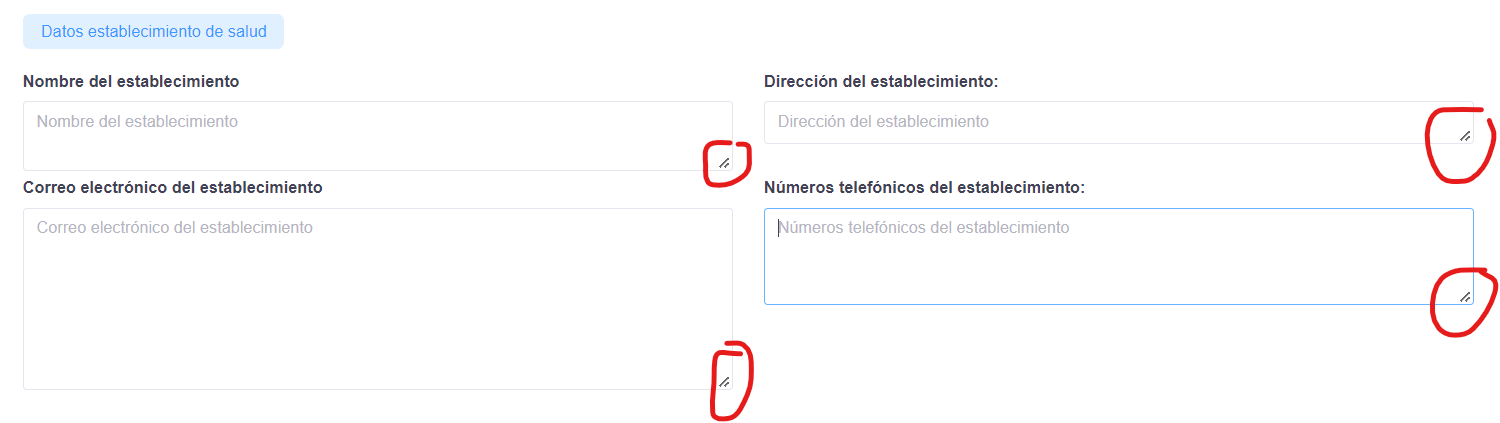 Datos establecimiento de salud
Nombre del establecimiento
Dirección del establecimiento:
Nombre del establecimiento
Dirección del establecimiento
Correo electrónico del establecimiento
Números telefónicos del establecimiento:
Correo electrónico del establecimiento
Números telefónicos del establecimiento